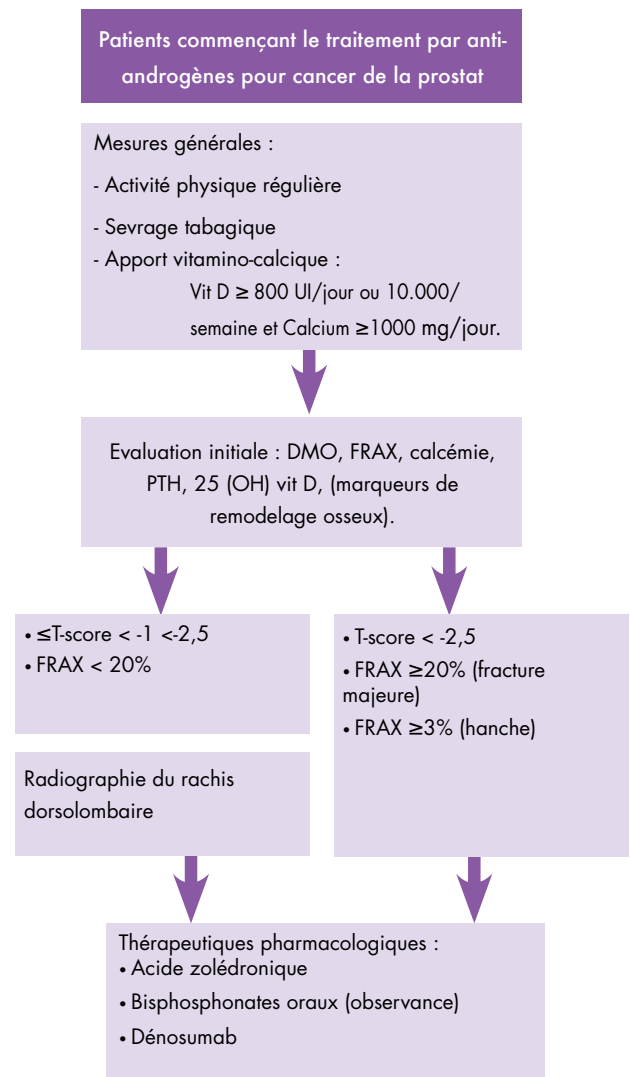 Patients commençant le traitement par anti-
androgènes pour cancer de la prostat
Mesures générales :
- Activité physique régulière
- Sevrage tabagique
- Apport vitamino-calcique :
Vit D ≥ 800 UI/jour ou 10.000/
semaine et Calcium ≥1000 mg/jour.
Evaluation initiale : DMO, FRAX, calcémie,
PTH, 25 (OH) vit D, (marqueurs de
remodelage osseux).
• ≤T-score < -1 <-2,5
• FRAX < 20%
Radiographie du rachis
dorsolombaire
• T-score < -2,5
• FRAX ≥20% (fracture
majeure)
• FRAX ≥3% (hanche)
Thérapeutiques pharmacologiques :
• Acide zolédronique
• Bisphosphonates oraux (observance)
• Dénosumab